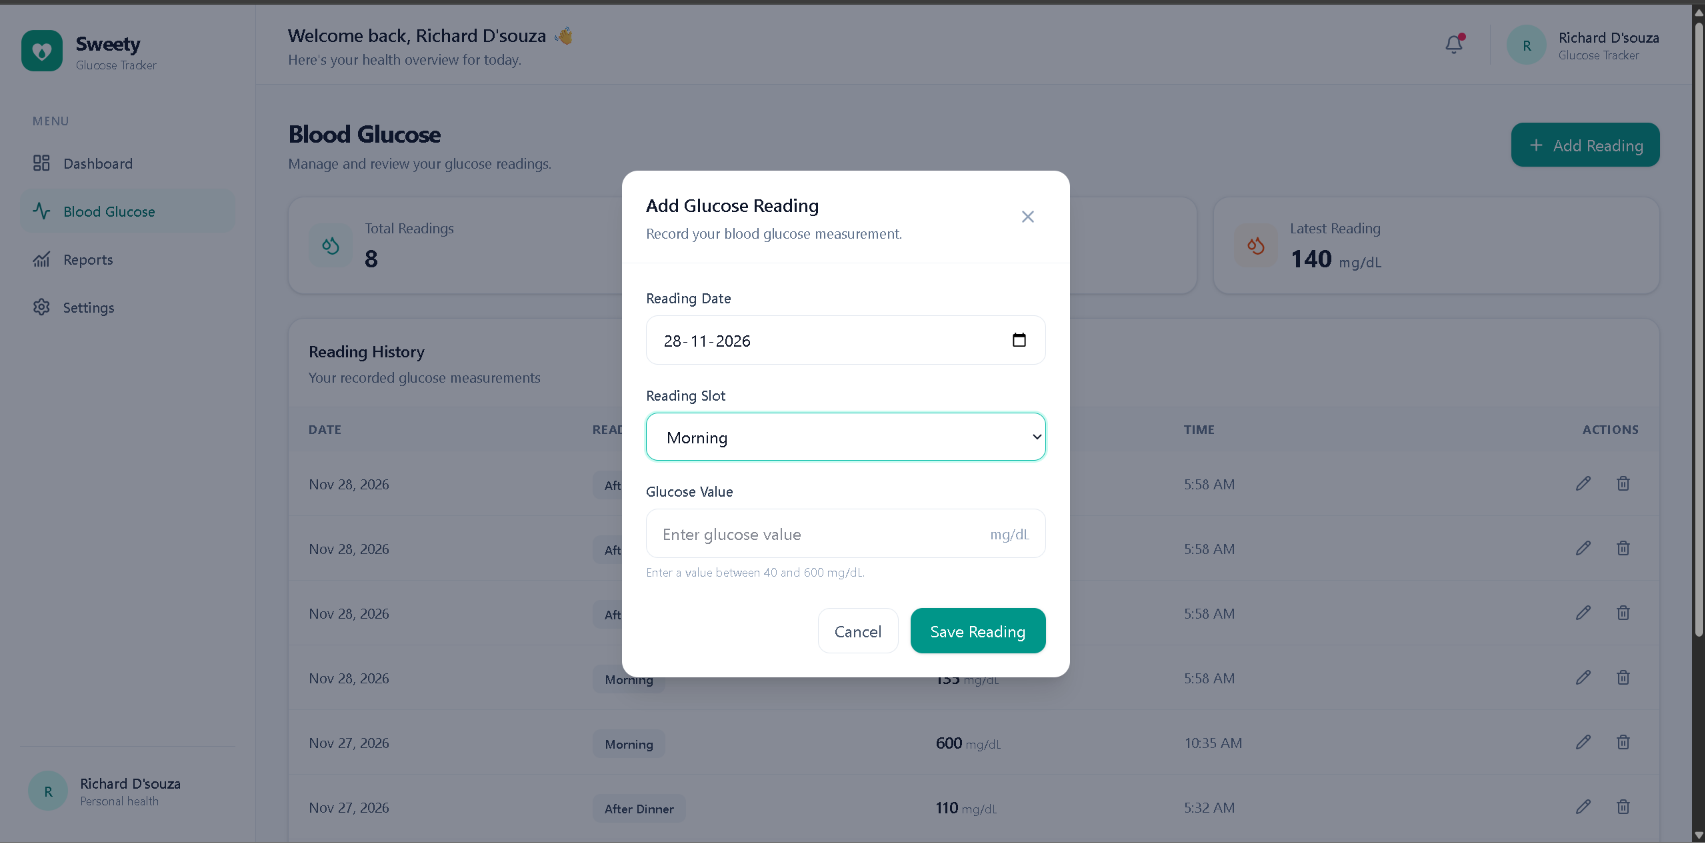 Sweety
Glucose Tracker
MENU
Dashboard
Blood Glucose
Reports
Settings
Richard D'souza
Personal health
R
Welcome back, Richard D'souza 👋
Here's your health overview for today.
R
Richard D'souza
Glucose Tracker
Blood Glucose
Manage and review your glucose readings.
+ Add Reading
Total Readings
8
Latest Reading
140 mg/dL
Reading History
Your recorded glucose measurements
DATE TIME ACTIONS
Nov 28, 2026 5:58 AM
Nov 28, 2026 5:58 AM
Nov 28, 2026 5:58 AM
Nov 28, 2026 Morning 135 mg/dL 5:58 AM
Nov 27, 2026 Morning 600 mg/dL 10:35 AM
Nov 27, 2026 After Dinner 110 mg/dL 5:32 AM
Add Glucose Reading
Record your blood glucose measurement.
Reading Date
28-11-2026
Reading Slot
Morning
Glucose Value
Enter glucose value mg/dL
Enter a value between 40 and 600 mg/dL.
Cancel
Save Reading